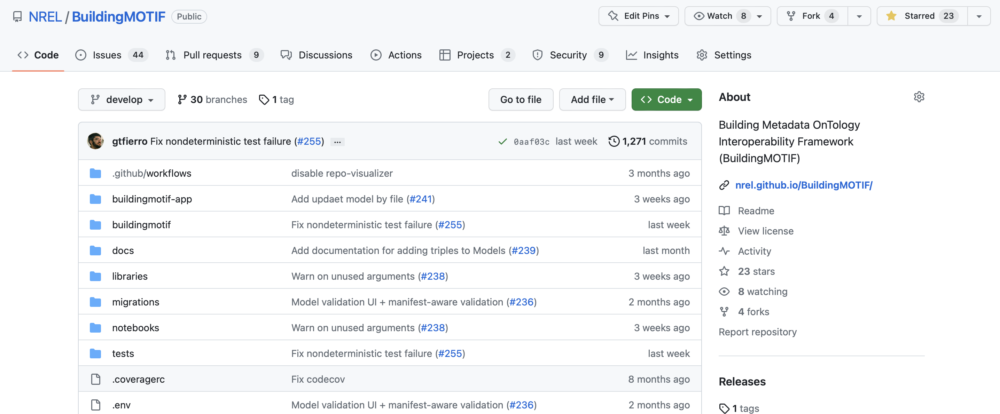 NREL / BuildingMOTIF Public
Edit Pins Watch 8 Fork 4 Starred 23
Code Issues 44 Pull requests 9 Discussions Actions Projects 2 Security 9 Insights Settings
develop 30 branches 1 tag Go to file Add file Code
gtfierro Fix nondeterministic test failure (#255) ... 0aaf03c last week 1,271 commits
.github/workflows disable repo-visualizer 3 months ago
buildingmotif-app Add updaet model by file (#241) 3 weeks ago
buildingmotif Fix nondeterministic test failure (#255) last week
docs Add documentation for adding triples to Models (#239) last month
libraries Warn on unused arguments (#238) 3 weeks ago
migrations Model validation UI + manifest-aware validation (#236) 2 months ago
notebooks Warn on unused arguments (#238) 3 weeks ago
tests Fix nondeterministic test failure (#255) last week
.coveragerc Fix codecov 8 months ago
.env Model validation UI + manifest-aware validation (#236) 2 months ago
About
Building Metadata OnTology
Interoperability Framework
(BuildingMOTIF)
nrel.github.io/BuildingMOTIF/
Readme
View license
Activity
23 stars
8 watching
4 forks
Report repository
Releases
1 tags